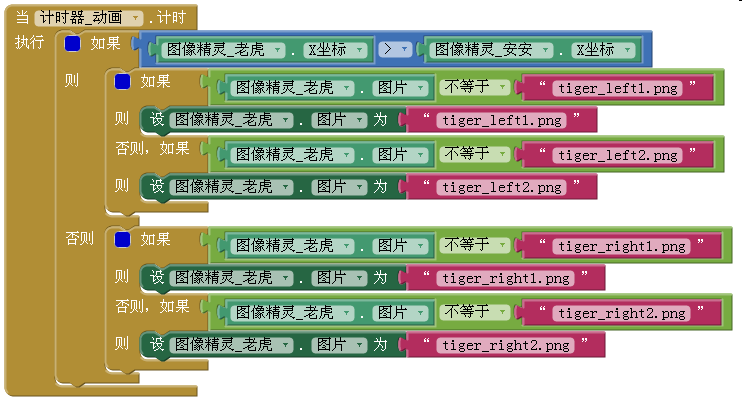 当 计时器_动画 . 计时
执行 如果 图像精灵_老虎 . X坐标 > 图像精灵_安安 . X坐标
则 如果 图像精灵_老虎 . 图片 不等于 “ tiger_left1.png ”
则 设 图像精灵_老虎 . 图片 为 “ tiger_left1.png ”
否则，如果 图像精灵_老虎 . 图片 不等于 “ tiger_left2.png ”
则 设 图像精灵_老虎 . 图片 为 “ tiger_left2.png ”
否则 如果 图像精灵_老虎 . 图片 不等于 “ tiger_right1.png ”
则 设 图像精灵_老虎 . 图片 为 “ tiger_right1.png ”
否则，如果 图像精灵_老虎 . 图片 不等于 “ tiger_right2.png ”
则 设 图像精灵_老虎 . 图片 为 “ tiger_right2.png ”